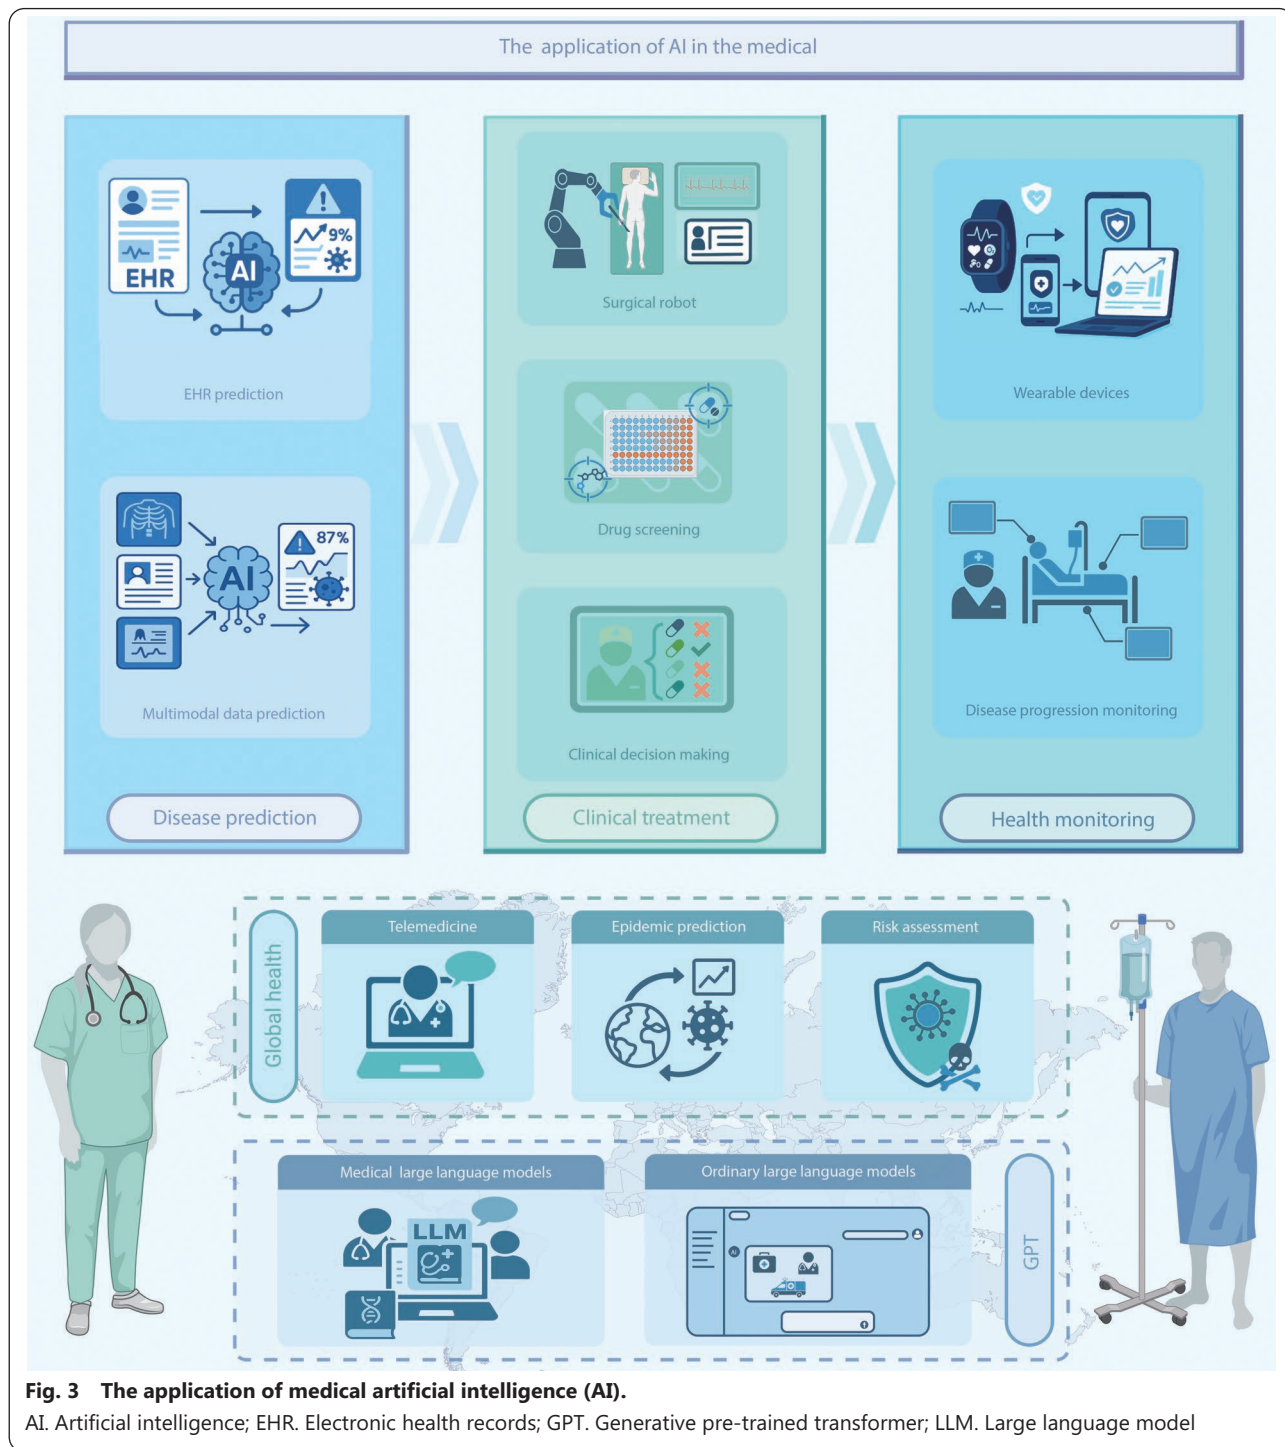 The application of AI in the medical
EHR
AI
9%
EHR prediction
AI
87%
Multimodal data prediction
Disease prediction
Surgical robot
Drug screening
Clinical decision making
Clinical treatment
Wearable devices
Disease progression monitoring
Health monitoring
Global health
Telemedicine
Epidemic prediction
Risk assessment
Medical large language models
LLM
Ordinary large language models
AI
GPT
Fig. 3 The application of medical artificial intelligence (AI).
AI. Artificial intelligence; EHR. Electronic health records; GPT. Generative pre-trained transformer; LLM. Large language model